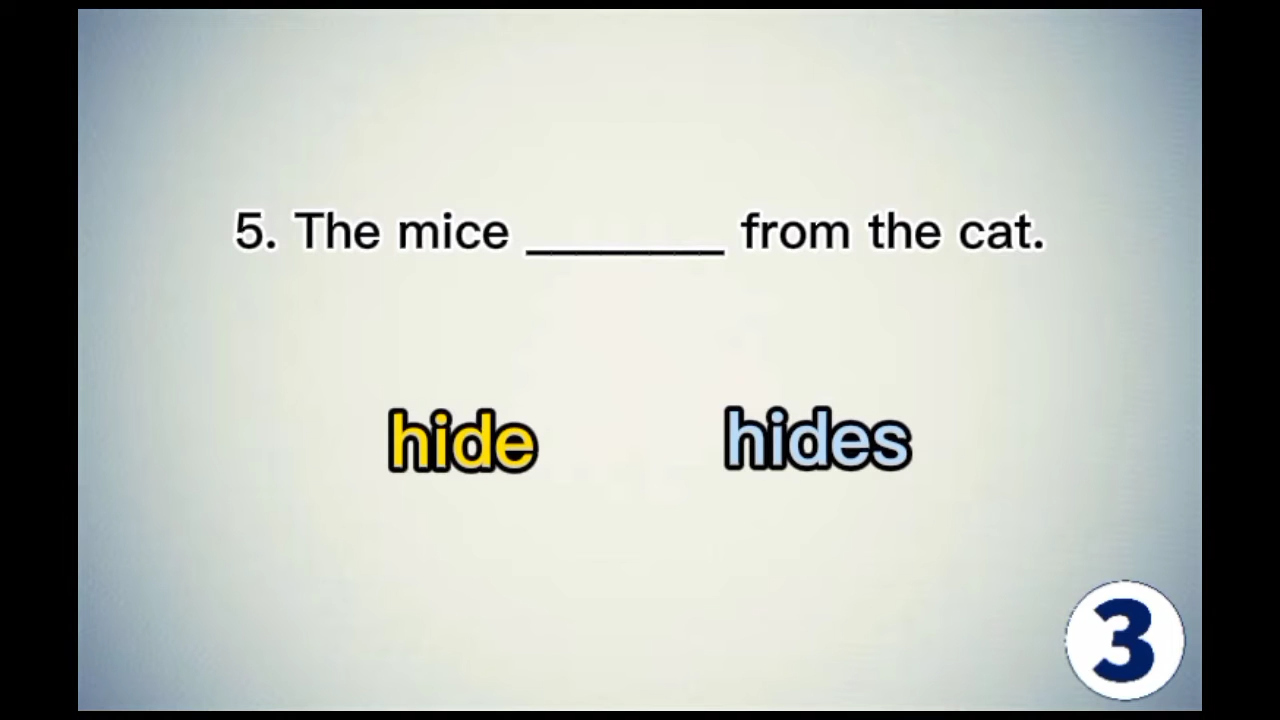 5. The mice ________ from the cat.
hide hides
3